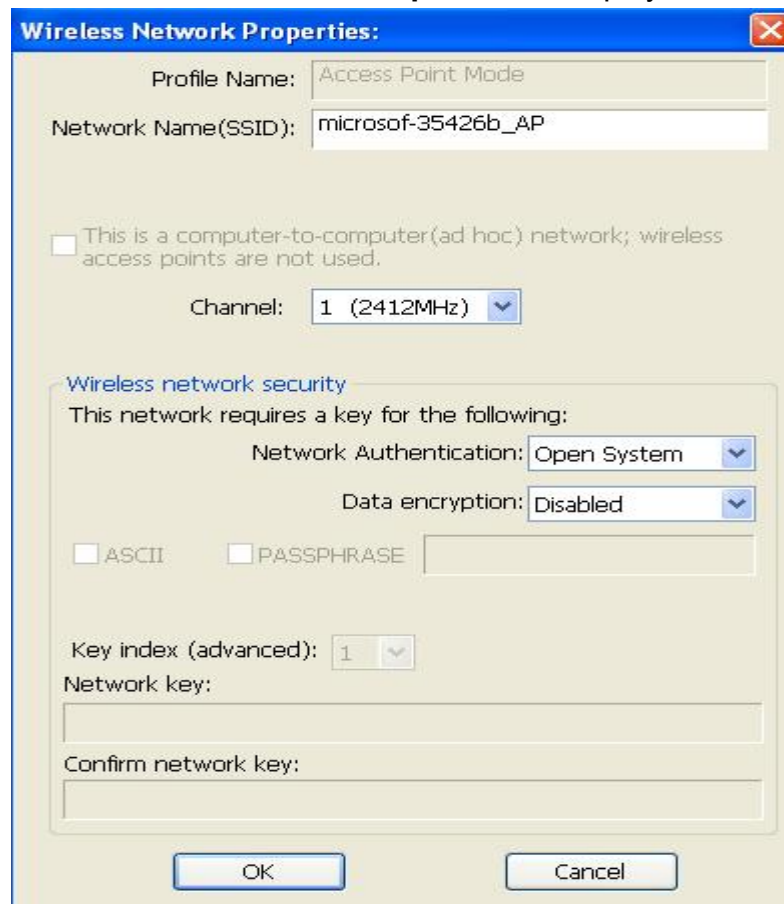 Wireless Network Properties:
Profile Name: Access Point Mode
Network Name(SSID): microsof-35426b_AP
This is a computer-to-computer(ad hoc) network; wireless
access points are not used.
Channel: 1 (2412MHz)
Wireless network security
This network requires a key for the following:
Network Authentication: Open System
Data encryption: Disabled
ASCII PASSPHRASE
Key index (advanced): 1
Network key:
Confirm network key:
OK Cancel